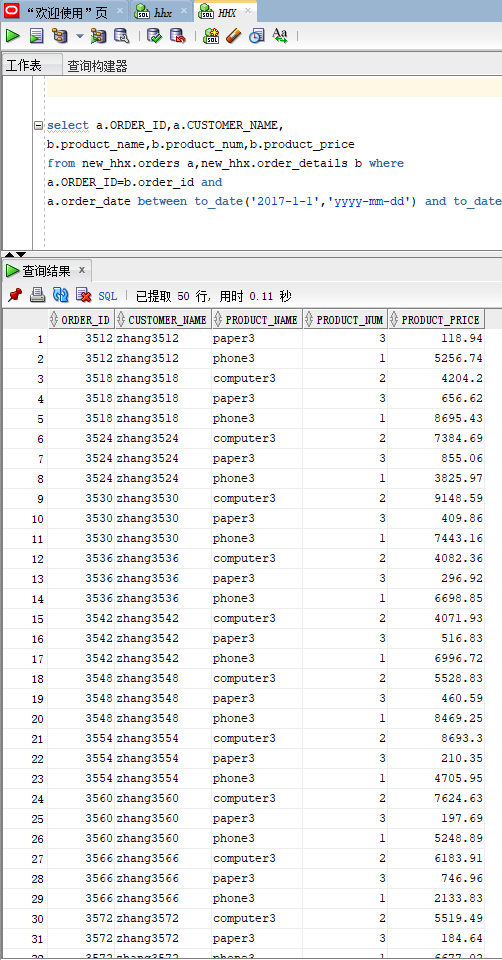 “欢迎使用”页 hhx HHX
工作表 查询构建器
select a.ORDER_ID,a.CUSTOMER_NAME,
b.product_name,b.product_num,b.product_price
from new_hhx.orders a,new_hhx.order_details b where
a.ORDER_ID=b.order_id and
a.order_date between to_date('2017-1-1','yyyy-mm-dd') and to_date
查询结果 x
SQL | 已提取 50 行, 用时 0.11 秒
ORDER_ID CUSTOMER_NAME PRODUCT_NAME PRODUCT_NUM PRODUCT_PRICE
1 3512 zhang3512 paper3 3 118.94
2 3512 zhang3512 phone3 1 5256.74
3 3518 zhang3518 computer3 2 4204.2
4 3518 zhang3518 paper3 3 656.62
5 3518 zhang3518 phone3 1 8695.43
6 3524 zhang3524 computer3 2 7384.69
7 3524 zhang3524 paper3 3 855.06
8 3524 zhang3524 phone3 1 3825.97
9 3530 zhang3530 computer3 2 9148.59
10 3530 zhang3530 paper3 3 409.86
11 3530 zhang3530 phone3 1 7443.16
12 3536 zhang3536 computer3 2 4082.36
13 3536 zhang3536 paper3 3 296.92
14 3536 zhang3536 phone3 1 6698.85
15 3542 zhang3542 computer3 2 4071.93
16 3542 zhang3542 paper3 3 516.83
17 3542 zhang3542 phone3 1 6996.72
18 3548 zhang3548 computer3 2 5528.83
19 3548 zhang3548 paper3 3 460.59
20 3548 zhang3548 phone3 1 8469.25
21 3554 zhang3554 computer3 2 8693.3
22 3554 zhang3554 paper3 3 210.35
23 3554 zhang3554 phone3 1 4705.95
24 3560 zhang3560 computer3 2 7624.63
25 3560 zhang3560 paper3 3 197.69
26 3560 zhang3560 phone3 1 5248.89
27 3566 zhang3566 computer3 2 6183.91
28 3566 zhang3566 paper3 3 746.96
29 3566 zhang3566 phone3 1 2133.83
30 3572 zhang3572 computer3 2 5519.49
31 3572 zhang3572 paper3 3 184.64